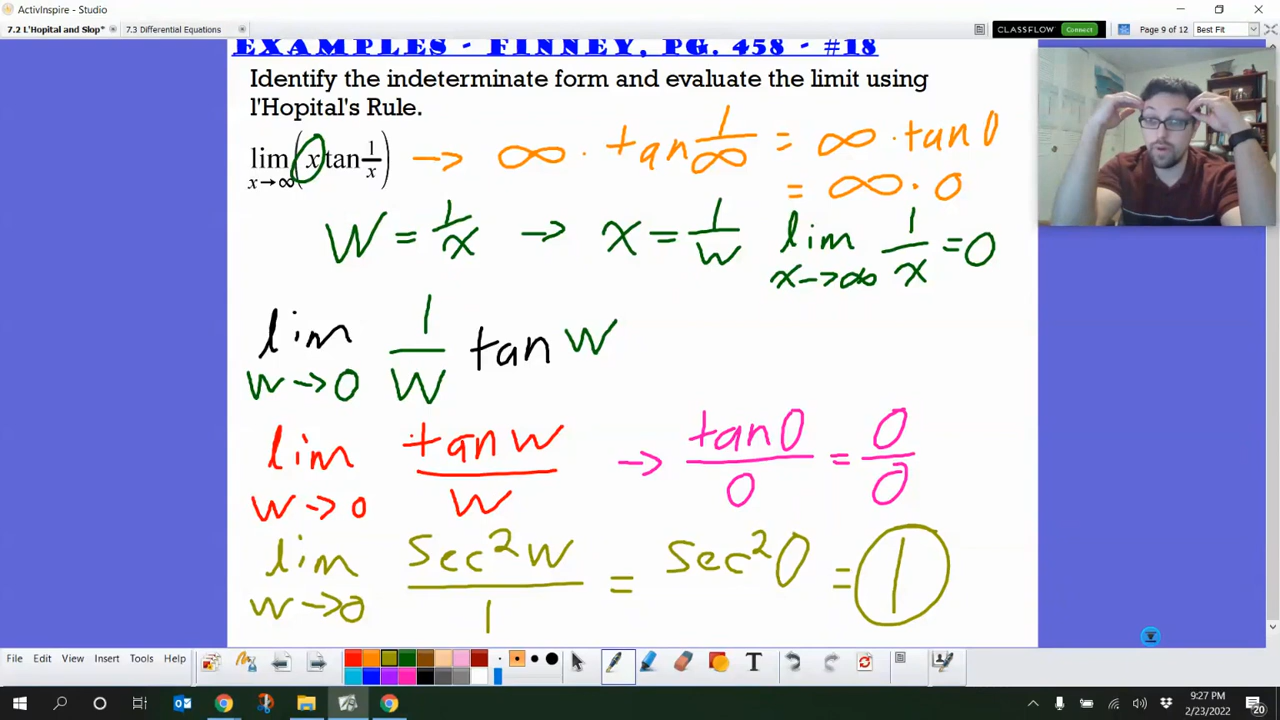 ActivInspire - Studio
7.2 L'Hopital and Slop* 7.3 Differential Equations CLASSFLOW Connect Page 9 of 12 Best Fit
EXAMPLES - FINNEY, PG. 458 - #18
Identify the indeterminate form and evaluate the limit using
l'Hopital's Rule.
lim x→∞ (x tan 1/x) → ∞ · tan 1/∞ = ∞ · tan 0
= ∞ · 0
W = 1/x → x = 1/w lim x→∞ 1/x = 0
lim w→0 1/w tan w
lim w→0 tan w / w → tan 0 / 0 = 0/0
lim w→0 sec²w / 1 = sec²0 = 1
File Edit View Insert Tools Help
9:27 PM
2/23/2022
20